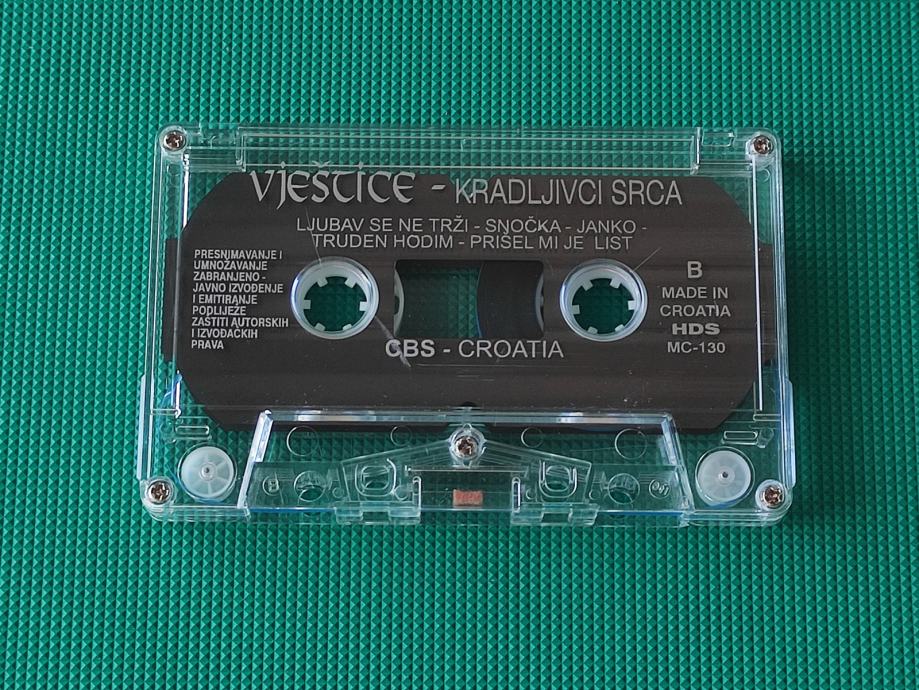 VJEŠTICE - KRADLJIVCI SRCA
LJUBAV SE NE TRŽI - SNOČKA - JANKO -
TRUDEN HODIM - PRIŠEL MI JE LIST
PRESNIMAVANJE I
UMNOŽAVANJE
ZABRANJENO -
JAVNO IZVOĐENJE
I EMITIRANJE
PODLIJEŽE
ZAŠTITI AUTORSKIH
I IZVOĐAČKIH
PRAVA
B
MADE IN
CROATIA
HDS
MC-130
CBS - CROATIA